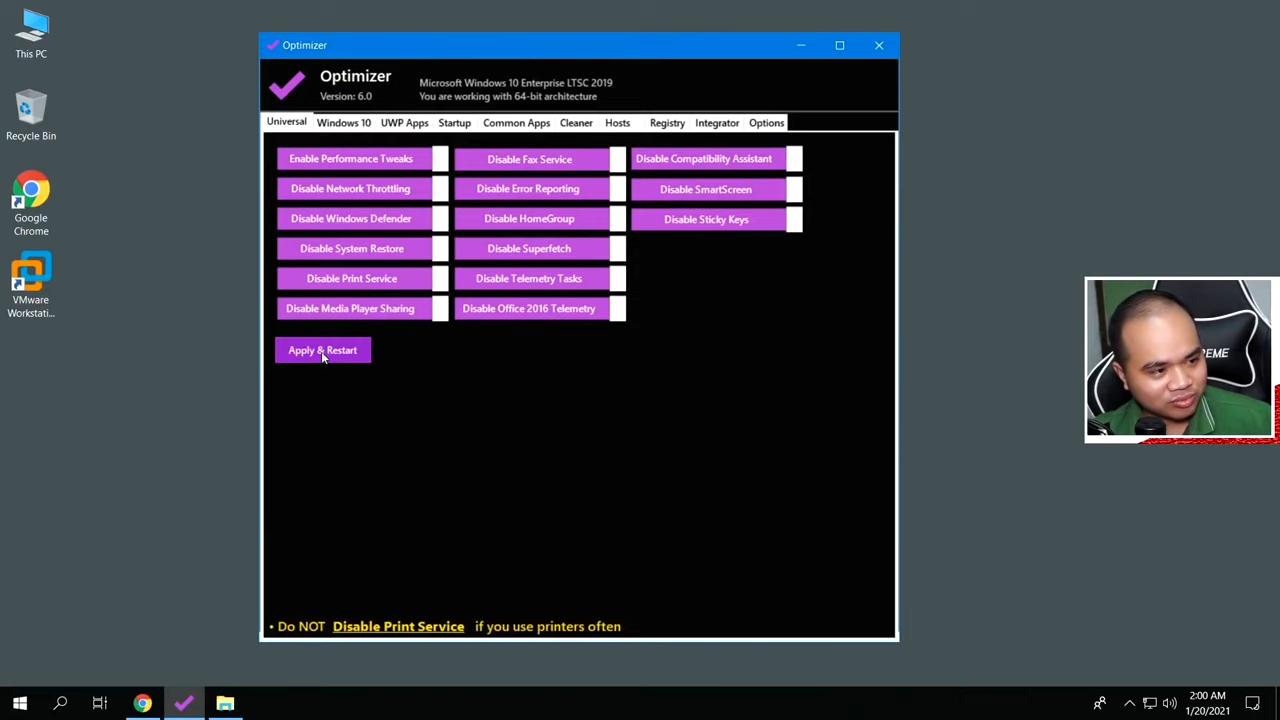 This PC
Recycle Bin
Google
Chrome
VMware
Workstati...
Optimizer
Optimizer
Version: 6.0
Microsoft Windows 10 Enterprise LTSC 2019
You are working with 64-bit architecture
Universal Windows 10 UWP Apps Startup Common Apps Cleaner Hosts Registry Integrator Options
Enable Performance Tweaks Disable Fax Service Disable Compatibility Assistant
Disable Network Throttling Disable Error Reporting Disable SmartScreen
Disable Windows Defender Disable HomeGroup Disable Sticky Keys
Disable System Restore Disable Superfetch
Disable Print Service Disable Telemetry Tasks
Disable Media Player Sharing Disable Office 2016 Telemetry
Apply & Restart
• Do NOT Disable Print Service if you use printers often
2:00 AM
1/20/2021